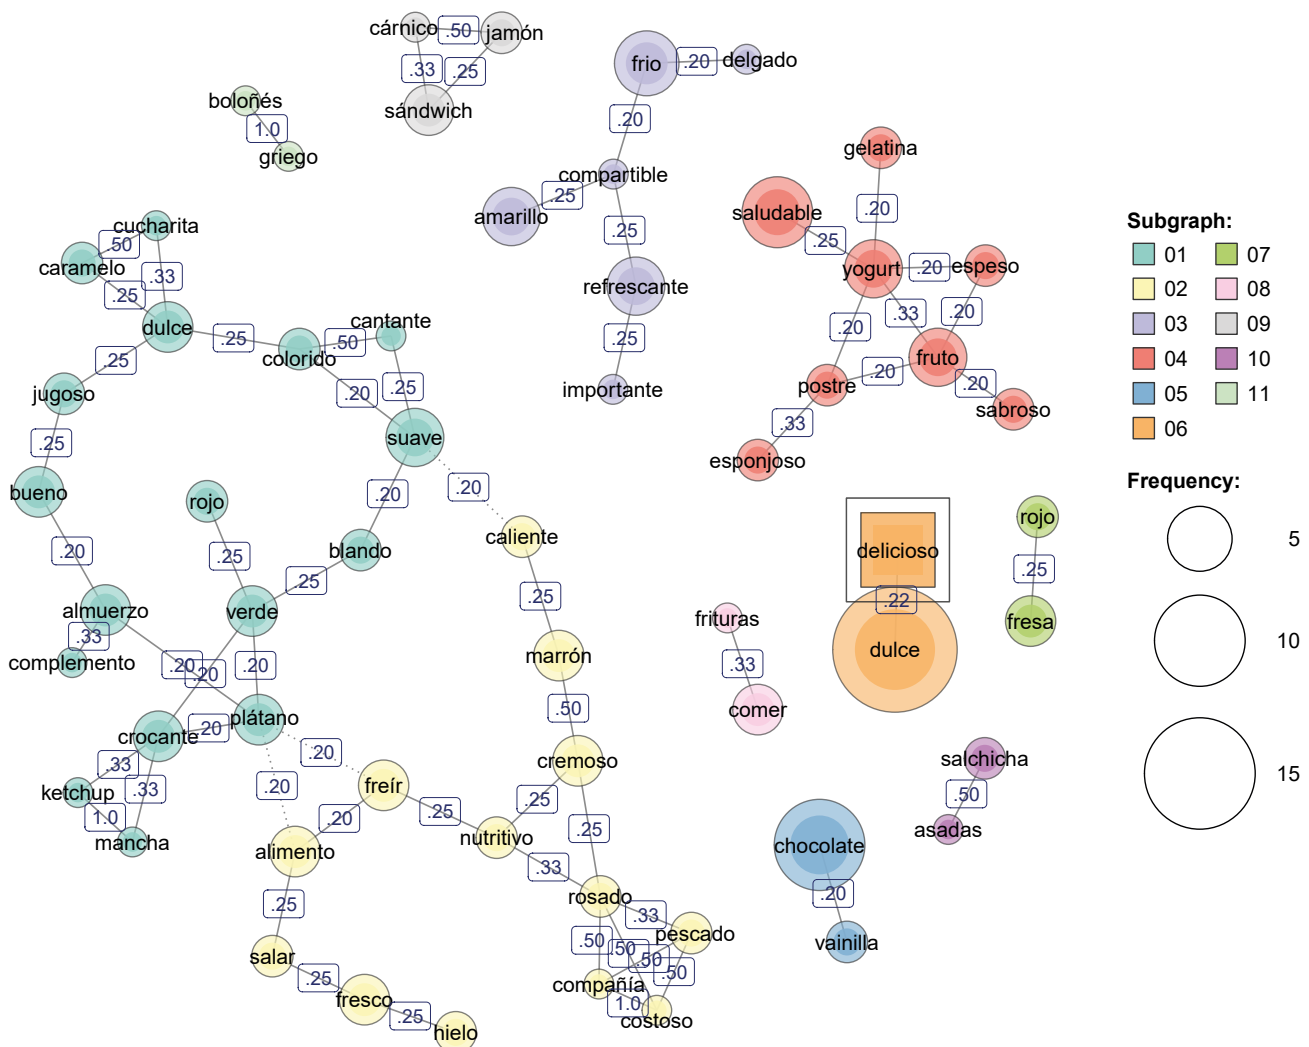 cárnico
.50
jamón
.33
.25
sándwich
frio
.20
delgado
boloñés
1.0
griego
.20
compartible
.25
amarillo
.25
refrescante
.25
importante
gelatina
.20
saludable
.25
yogurt
.20
espeso
.33
.20
.20
fruto
.20
postre
.20
sabroso
.33
esponjoso
cucharita
.50
caramelo
.33
.25
dulce
.25
colorido
.50
cantante
.25
.20
.25
jugoso
.25
suave
bueno
.20
.20
rojo
.20
.25
blando
.25
caliente
almuerzo
.33
complemento
verde
.20
.20
.20
plátano
crocante
.20
.33
.33
ketchup
1.0
mancha
.25
marrón
.50
cremoso
.20
.20
freír
.20
.25
.25
nutritivo
.25
alimento
.33
.25
rosado
.33
pescado
.50
.50
.50
.50
compañía
1.0
costoso
salar
.25
fresco
.25
hielo
delicioso
.22
dulce
rojo
.25
fresa
frituras
.33
comer
salchicha
.50
asadas
chocolate
.20
vainilla
Subgraph:
01
07
02
08
03
09
04
10
05
11
06
Frequency:
5
10
15